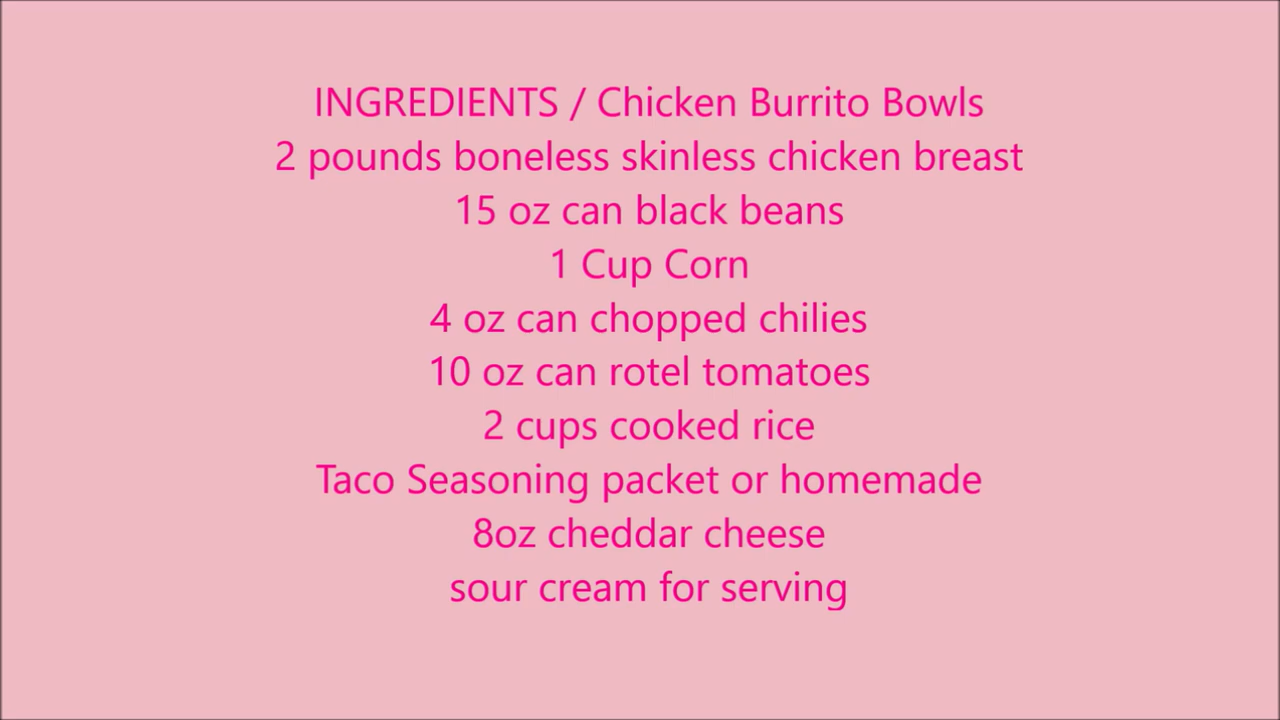 INGREDIENTS / Chicken Burrito Bowls
2 pounds boneless skinless chicken breast
15 oz can black beans
1 Cup Corn
4 oz can chopped chilies
10 oz can rotel tomatoes
2 cups cooked rice
Taco Seasoning packet or homemade
8oz cheddar cheese
sour cream for serving